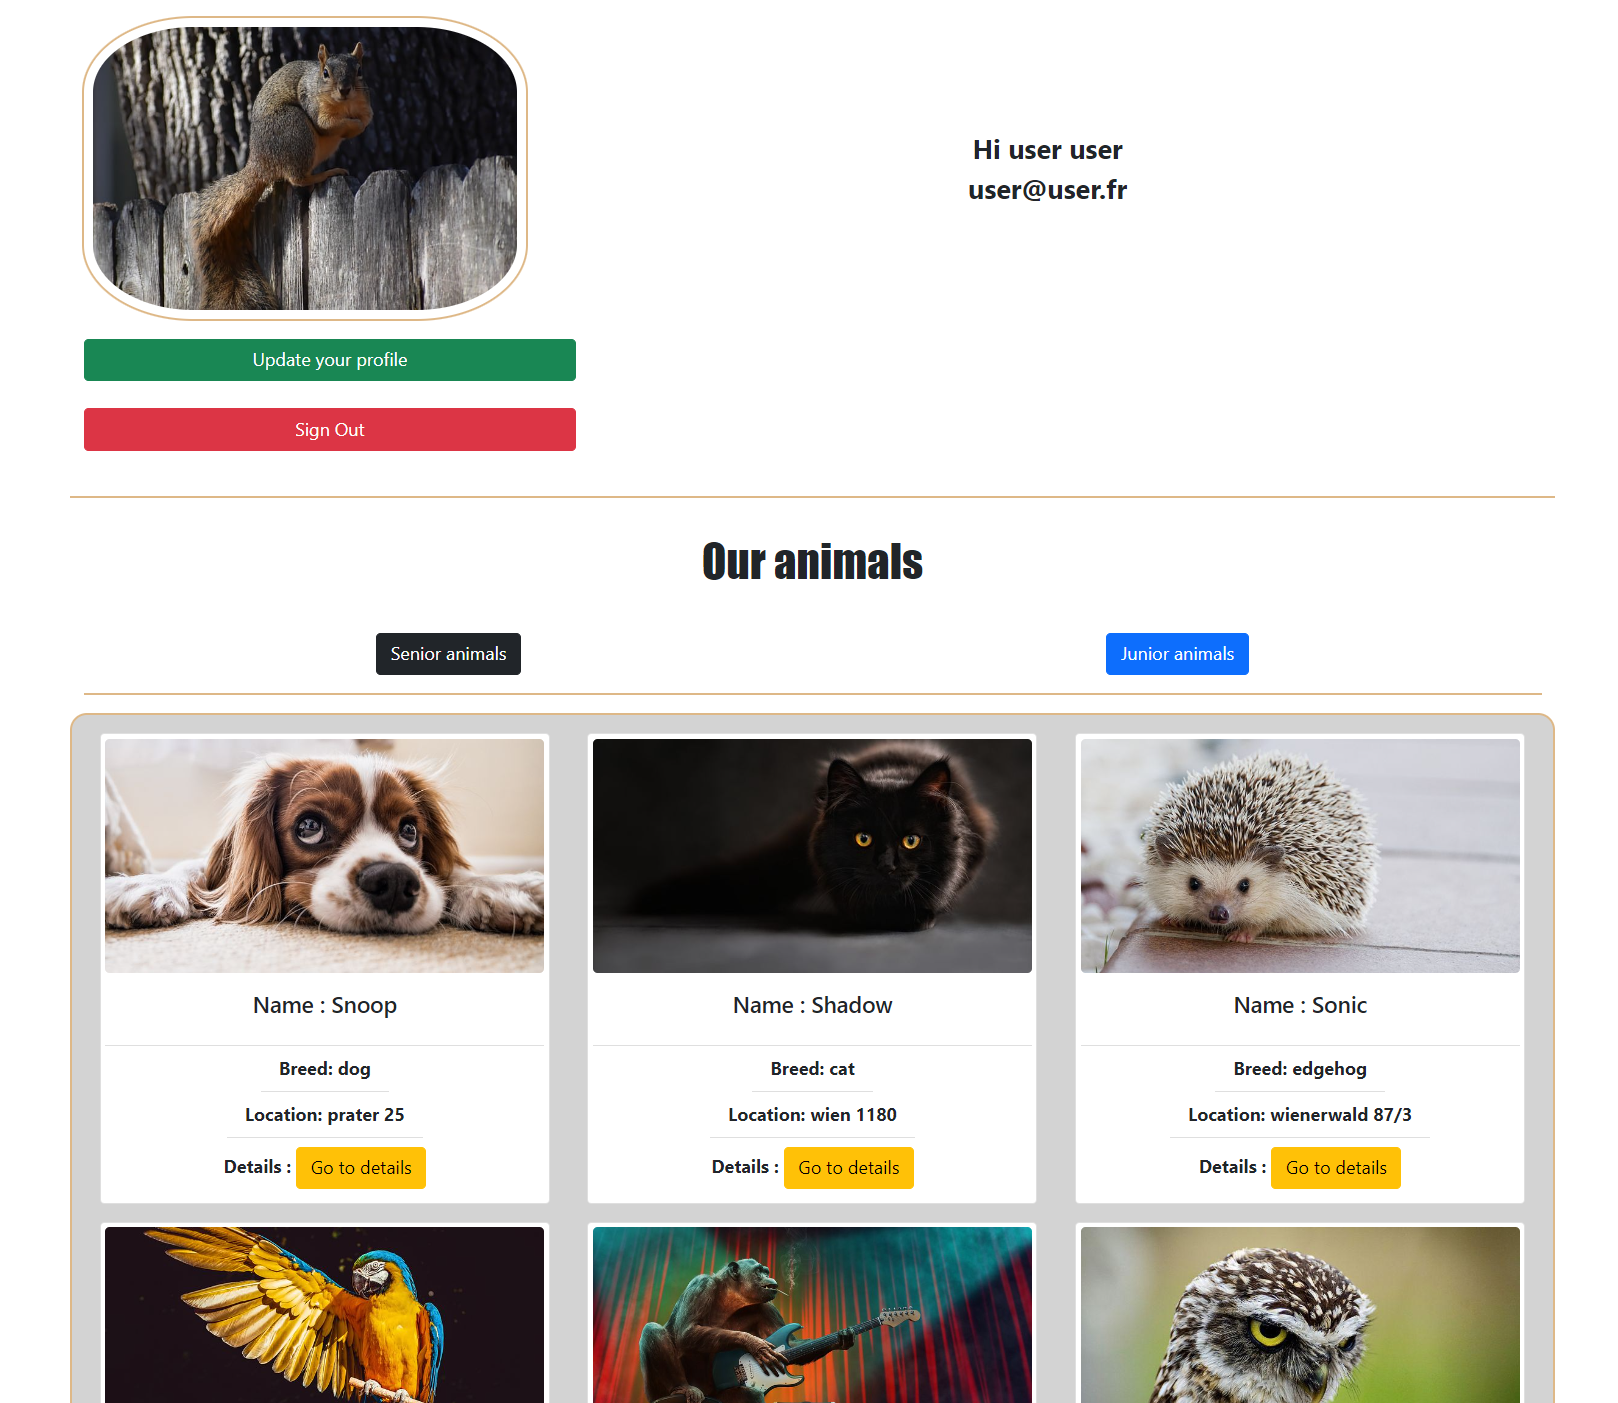 Hi user user
user@user.fr
Update your profile
Sign Out
Our animals
Senior animals
Junior animals
Name : Snoop
Breed: dog
Location: prater 25
Details : Go to details
Name : Shadow
Breed: cat
Location: wien 1180
Details : Go to details
Name : Sonic
Breed: edgehog
Location: wienerwald 87/3
Details : Go to details